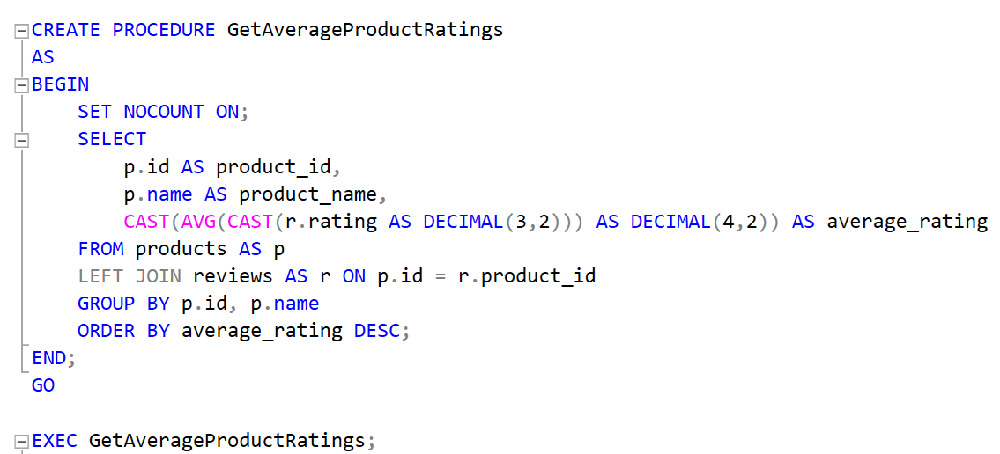 CREATE PROCEDURE GetAverageProductRatings
AS
BEGIN
    SET NOCOUNT ON;
    SELECT
        p.id AS product_id,
        p.name AS product_name,
        CAST(AVG(CAST(r.rating AS DECIMAL(3,2))) AS DECIMAL(4,2)) AS average_rating
    FROM products AS p
    LEFT JOIN reviews AS r ON p.id = r.product_id
    GROUP BY p.id, p.name
    ORDER BY average_rating DESC;
END;
GO
EXEC GetAverageProductRatings;